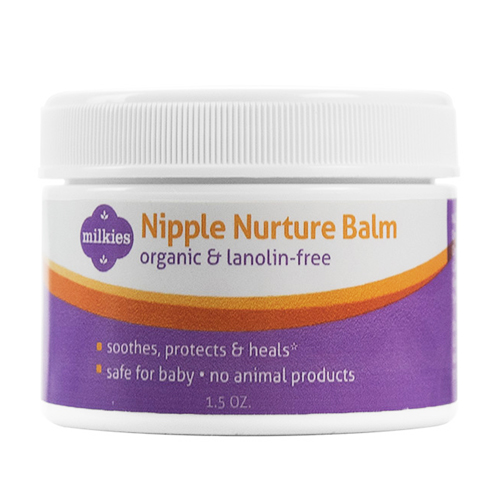 milkies
Nipple Nurture Balm
organic & lanolin-free
▪ soothes, protects & heals*
▪ safe for baby • no animal products
1.5 OZ.